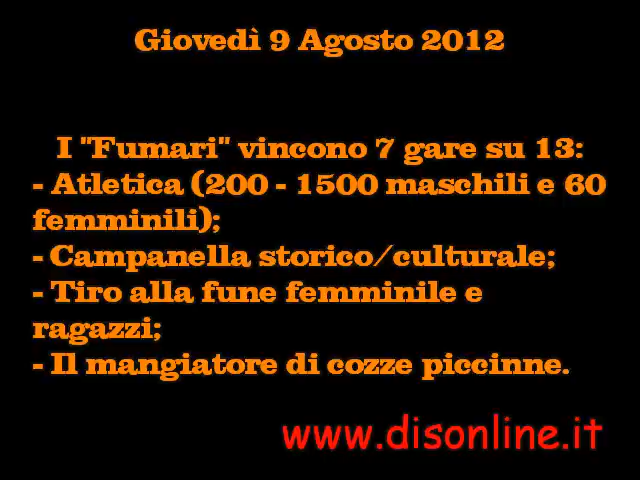 Giovedì 9 Agosto 2012
I "Fumari" vincono 7 gare su 13:
- Atletica (200 - 1500 maschili e 60
femminili);
- Campanella storico/culturale;
- Tiro alla fune femminile e
ragazzi;
- Il mangiatore di cozze piccinne.
www.disonline.it